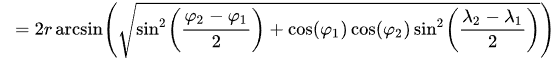 = 2r arcsin(√(sin²((φ₂ − φ₁)/2) + cos(φ₁) cos(φ₂) sin²((λ₂ − λ₁)/2)))